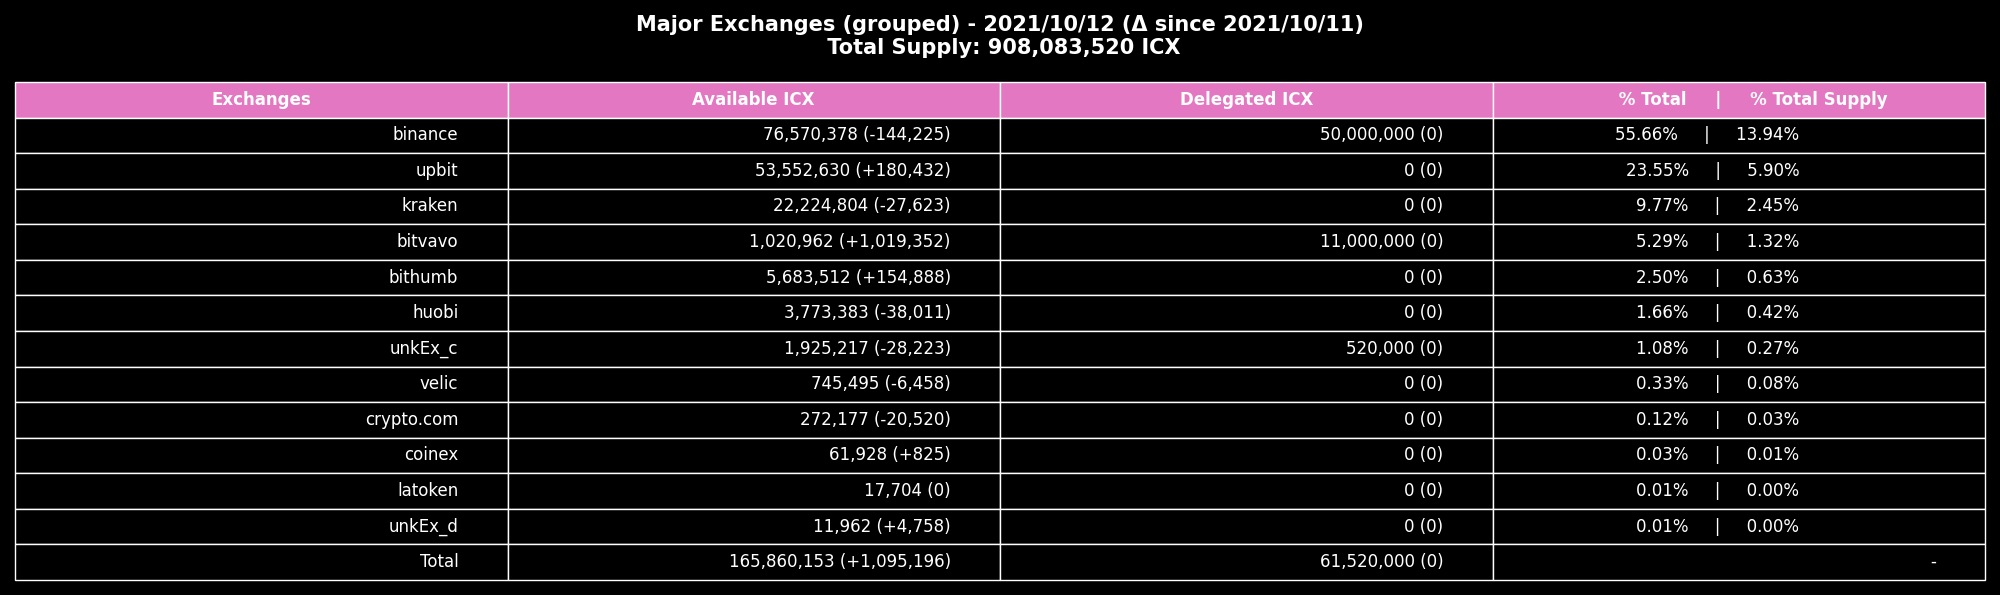 Major Exchanges (grouped) - 2021/10/12 (Δ since 2021/10/11)
Total Supply: 908,083,520 ICX
Exchanges Available ICX Delegated ICX % Total | % Total Supply
binance 76,570,378 (-144,225) 50,000,000 (0) 55.66% | 13.94%
upbit 53,552,630 (+180,432) 0 (0) 23.55% | 5.90%
kraken 22,224,804 (-27,623) 0 (0) 9.77% | 2.45%
bitvavo 1,020,962 (+1,019,352) 11,000,000 (0) 5.29% | 1.32%
bithumb 5,683,512 (+154,888) 0 (0) 2.50% | 0.63%
huobi 3,773,383 (-38,011) 0 (0) 1.66% | 0.42%
unkEx_c 1,925,217 (-28,223) 520,000 (0) 1.08% | 0.27%
velic 745,495 (-6,458) 0 (0) 0.33% | 0.08%
crypto.com 272,177 (-20,520) 0 (0) 0.12% | 0.03%
coinex 61,928 (+825) 0 (0) 0.03% | 0.01%
latoken 17,704 (0) 0 (0) 0.01% | 0.00%
unkEx_d 11,962 (+4,758) 0 (0) 0.01% | 0.00%
Total 165,860,153 (+1,095,196) 61,520,000 (0) -